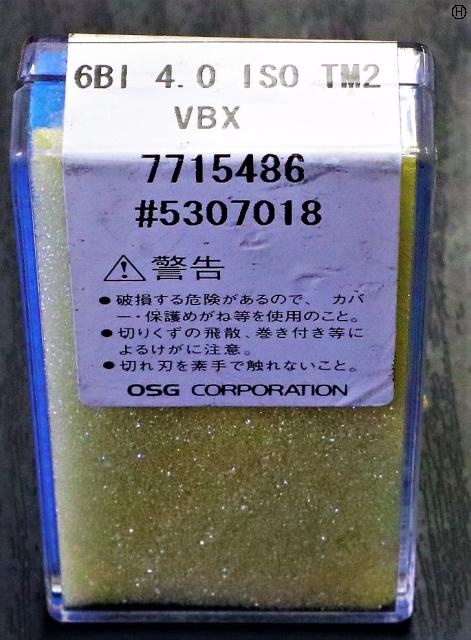 H
6BI 4.0 ISO TM2
VBX
7715486
#5307018
⚠警告
●破損する危険があるので、 カバ
ー・保護めがね等を使用のこと。
●切りくずの飛散、巻き付き等に
よるけがに注意。
●切れ刃を素手で触れないこと。
OSG CORPORATION